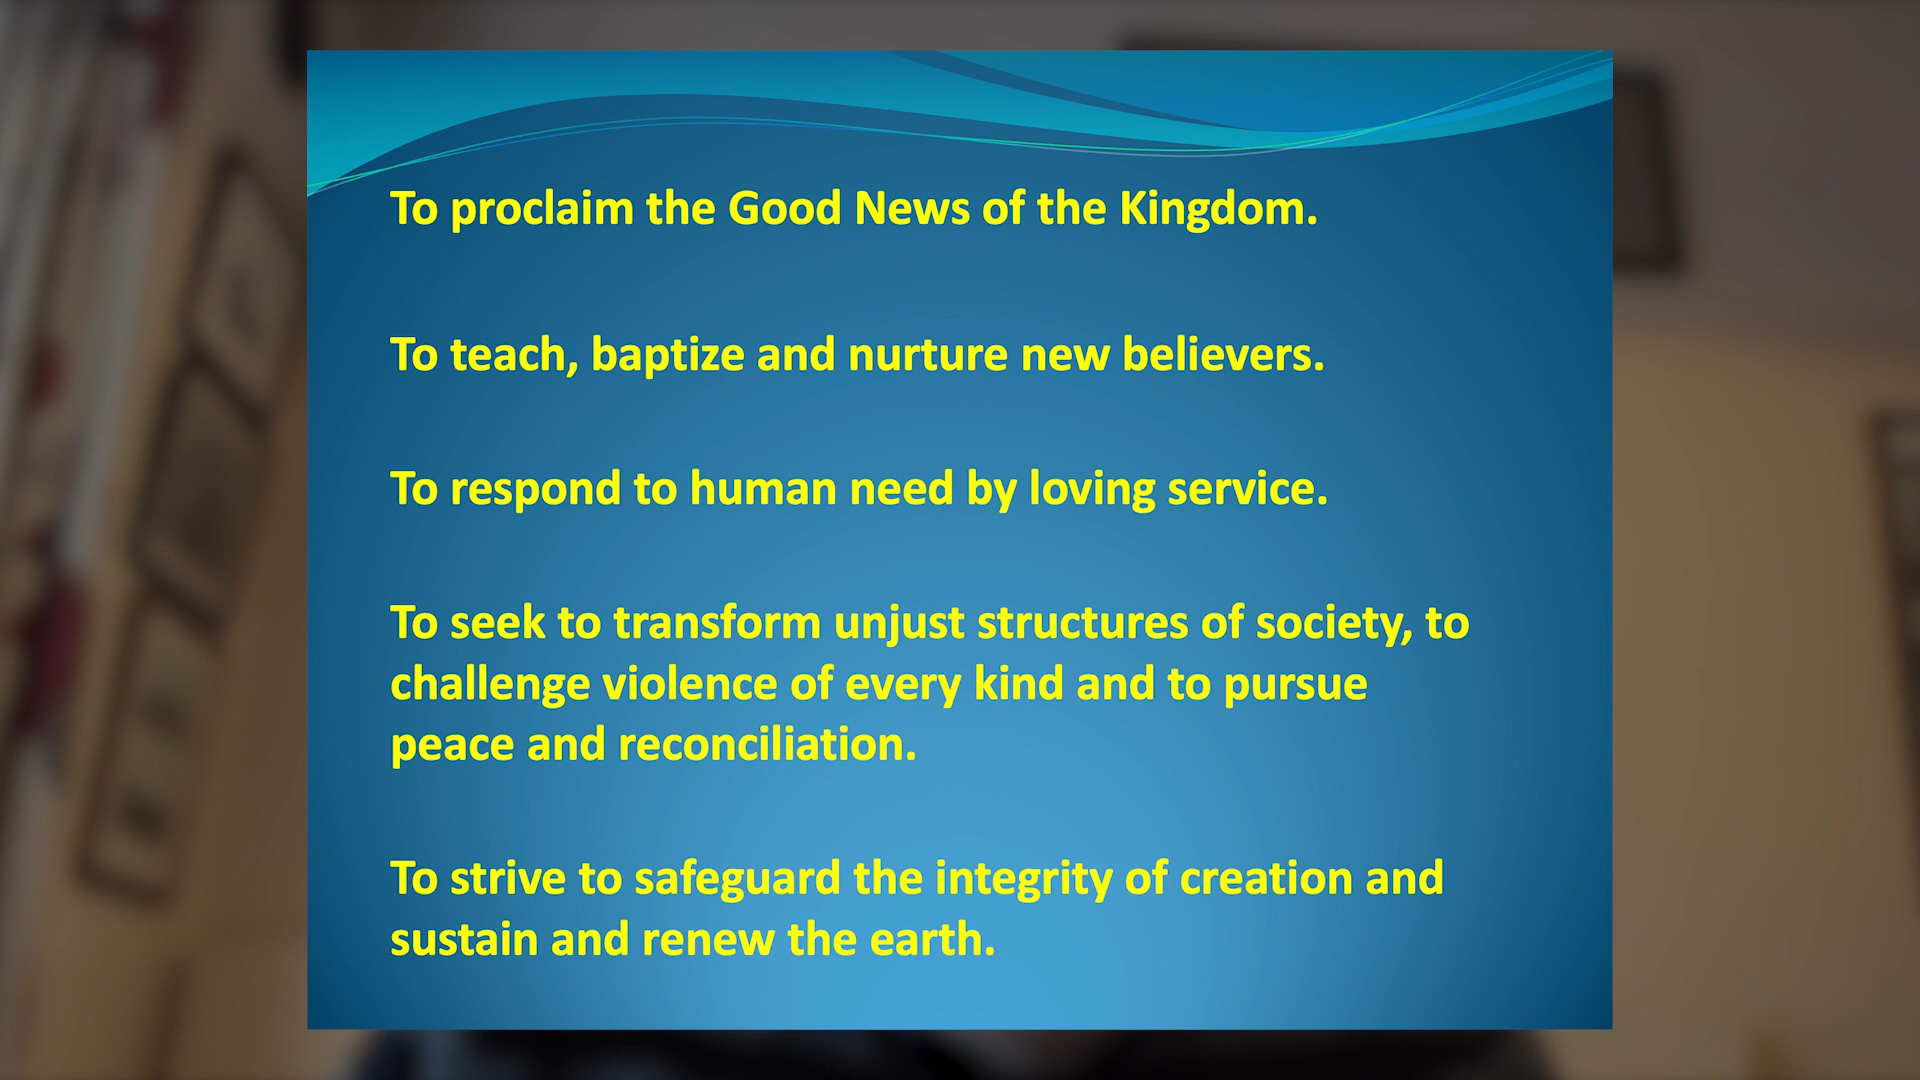 To proclaim the Good News of the Kingdom.
To teach, baptize and nurture new believers.
To respond to human need by loving service.
To seek to transform unjust structures of society, to
challenge violence of every kind and to pursue
peace and reconciliation.
To strive to safeguard the integrity of creation and
sustain and renew the earth.